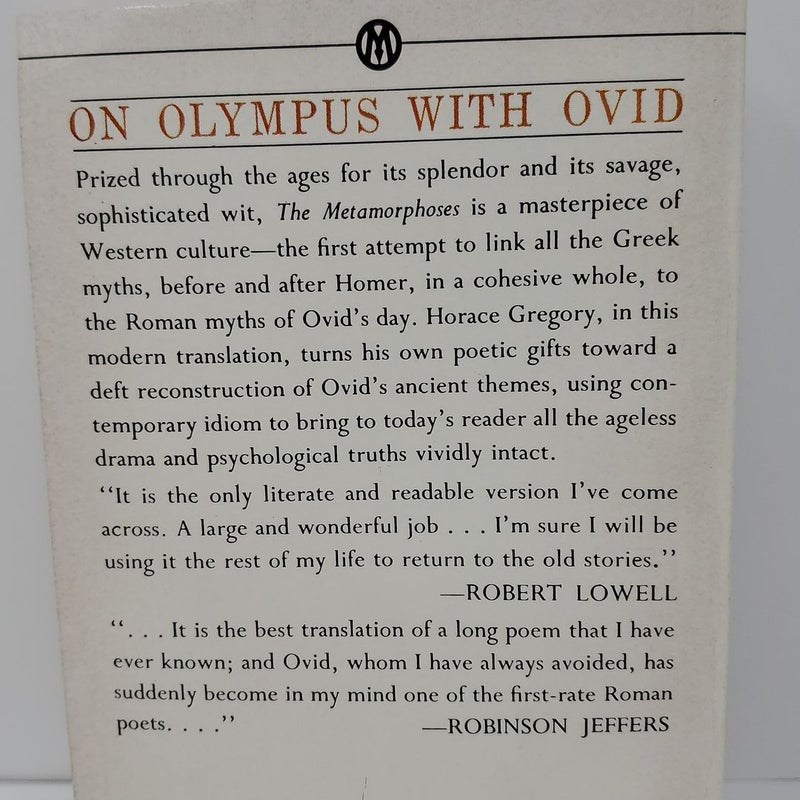 M
ON OLYMPUS WITH OVID
Prized through the ages for its splendor and its savage,
sophisticated wit, The Metamorphoses is a masterpiece of
Western culture—the first attempt to link all the Greek
myths, before and after Homer, in a cohesive whole, to
the Roman myths of Ovid's day. Horace Gregory, in this
modern translation, turns his own poetic gifts toward a
deft reconstruction of Ovid's ancient themes, using con-
temporary idiom to bring to today's reader all the ageless
drama and psychological truths vividly intact.
“It is the only literate and readable version I've come
across. A large and wonderful job . . . I'm sure I will be
using it the rest of my life to return to the old stories.”
—ROBERT LOWELL
“. . . It is the best translation of a long poem that I have
ever known; and Ovid, whom I have always avoided, has
suddenly become in my mind one of the first-rate Roman
poets. . . .” —ROBINSON JEFFERS